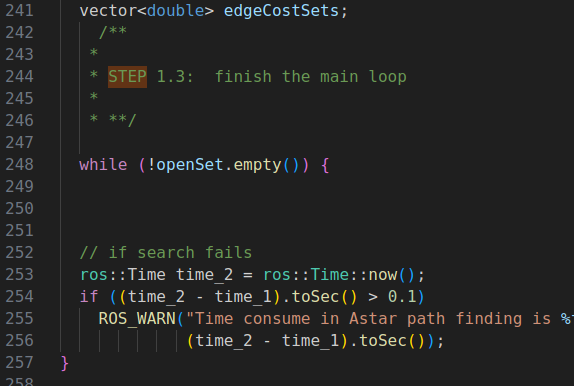 241 vector<double> edgeCostSets;
242 /**
243 *
244 * STEP 1.3:  finish the main loop
245 *
246 * **/
247
248 while (!openSet.empty()) {
249
250
251
252 // if search fails
253 ros::Time time_2 = ros::Time::now();
254 if ((time_2 - time_1).toSec() > 0.1)
255 ROS_WARN("Time consume in Astar path finding is %
256 (time_2 - time_1).toSec());
257 }
258